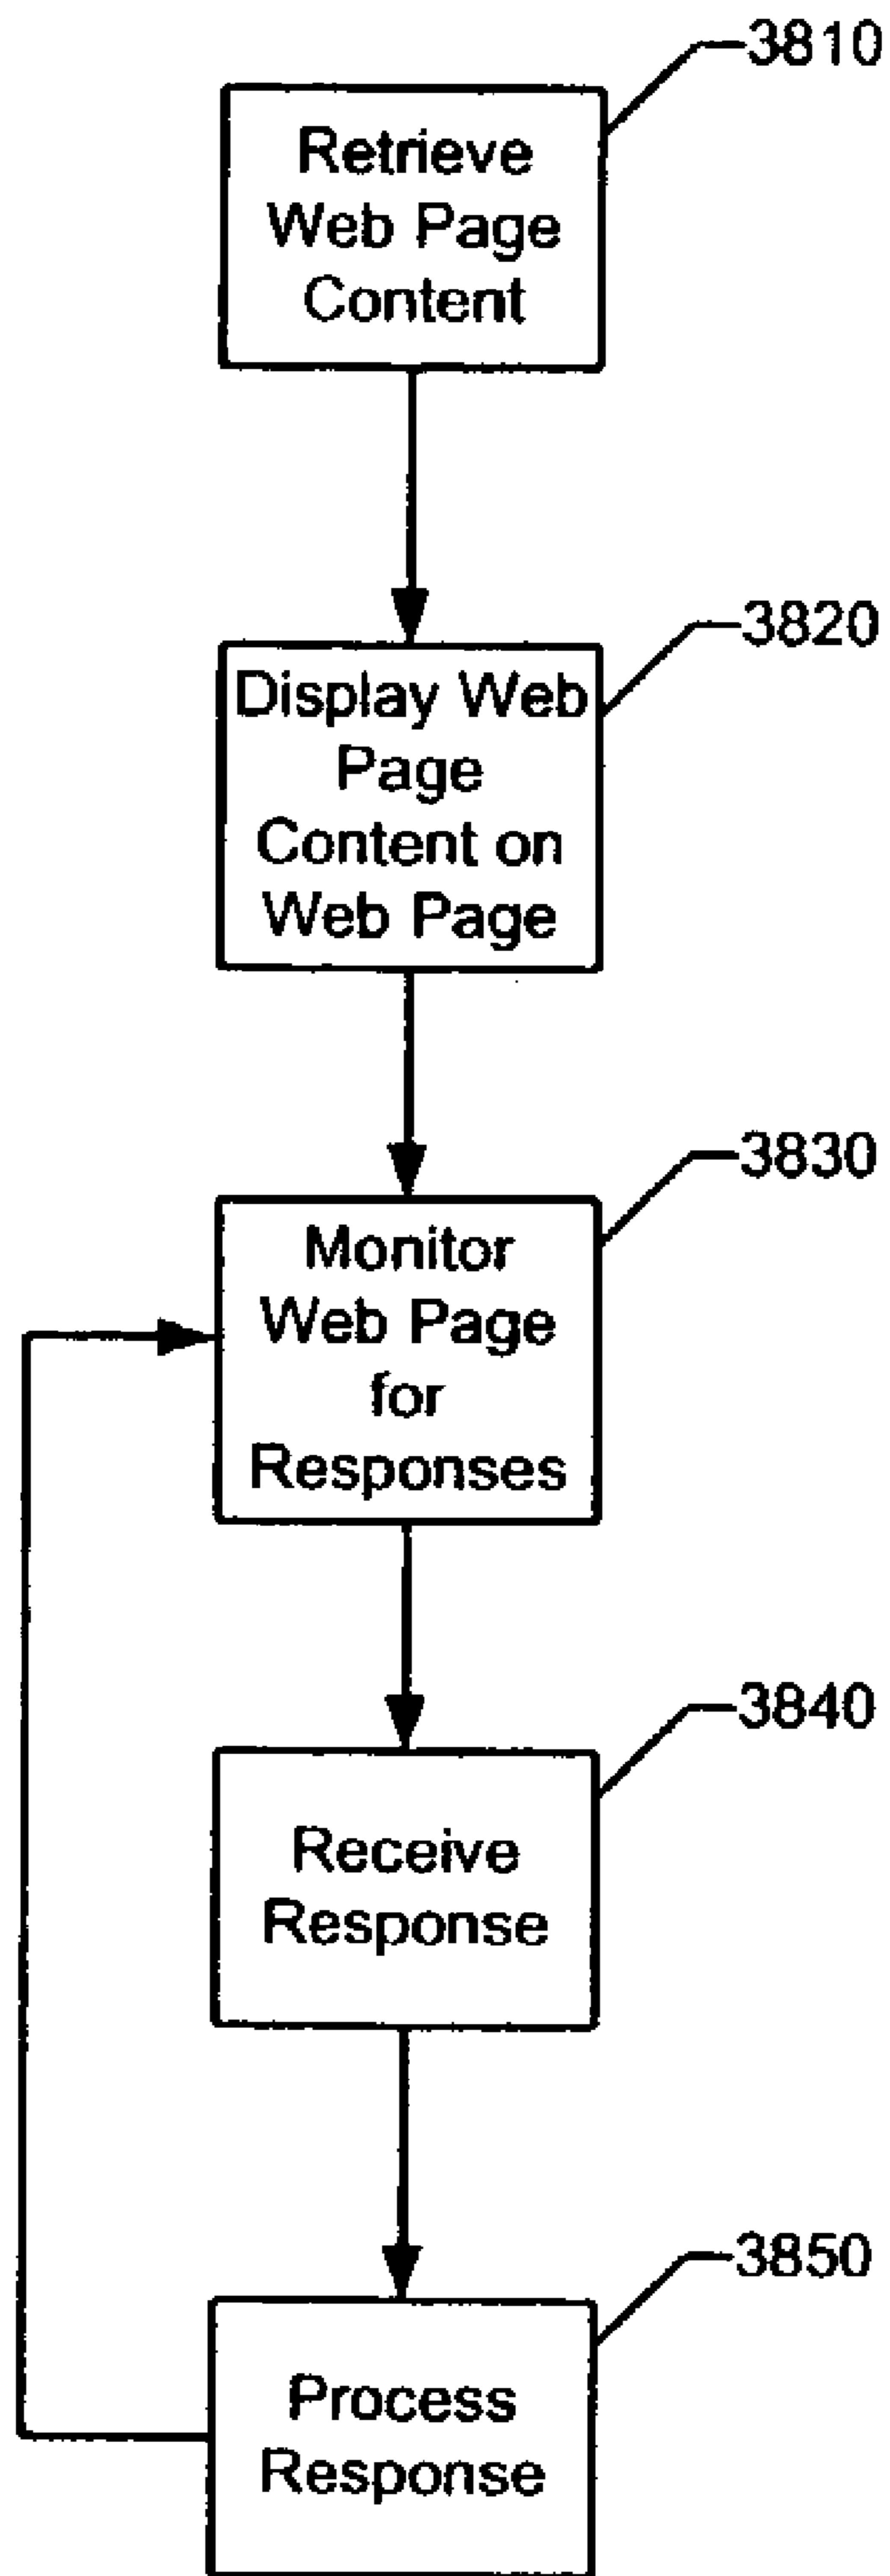 3810
Retrieve
Web Page
Content
3820
Display Web
Page
Content on
Web Page
3830
Monitor
Web Page
for
Responses
3840
Receive
Response
3850
Process
Response